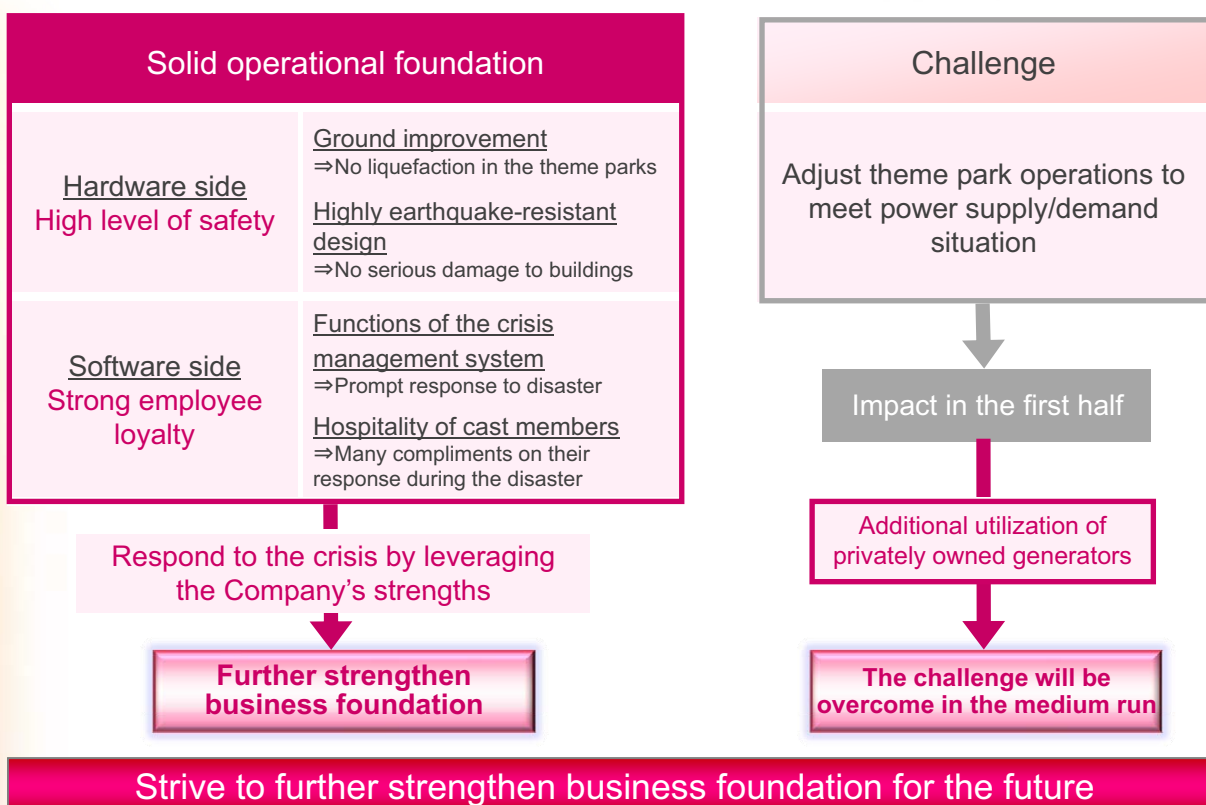 Solid operational foundation
Hardware side
High level of safety
Ground improvement
⇒No liquefaction in the theme parks
Highly earthquake-resistant
design
⇒No serious damage to buildings
Software side
Strong employee
loyalty
Functions of the crisis
management system
⇒Prompt response to disaster
Hospitality of cast members
⇒Many compliments on their
response during the disaster
Respond to the crisis by leveraging
the Company’s strengths
Further strengthen
business foundation
Challenge
Adjust theme park operations to
meet power supply/demand
situation
Impact in the first half
Additional utilization of
privately owned generators
The challenge will be
overcome in the medium run
Strive to further strengthen business foundation for the future